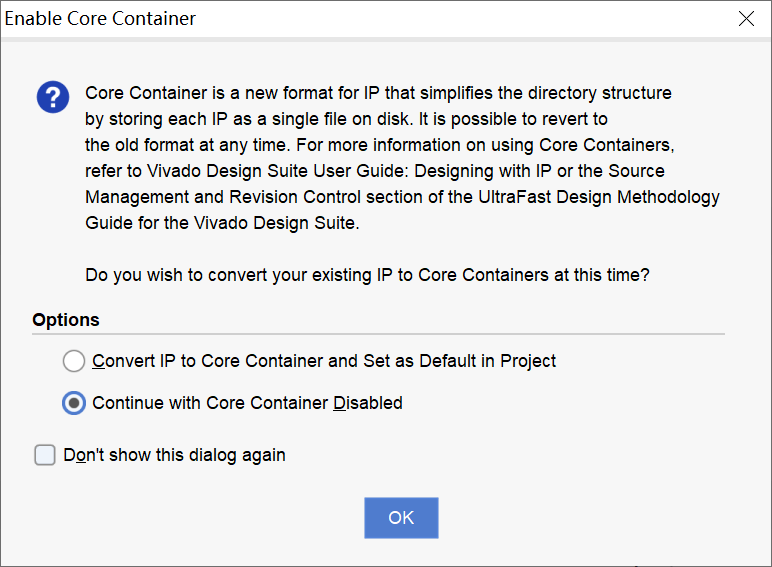 Enable Core Container
?
Core Container is a new format for IP that simplifies the directory structure
by storing each IP as a single file on disk. It is possible to revert to
the old format at any time. For more information on using Core Containers,
refer to Vivado Design Suite User Guide: Designing with IP or the Source
Management and Revision Control section of the UltraFast Design Methodology
Guide for the Vivado Design Suite.
Do you wish to convert your existing IP to Core Containers at this time?
Options
Convert IP to Core Container and Set as Default in Project
Continue with Core Container Disabled
Don't show this dialog again
OK